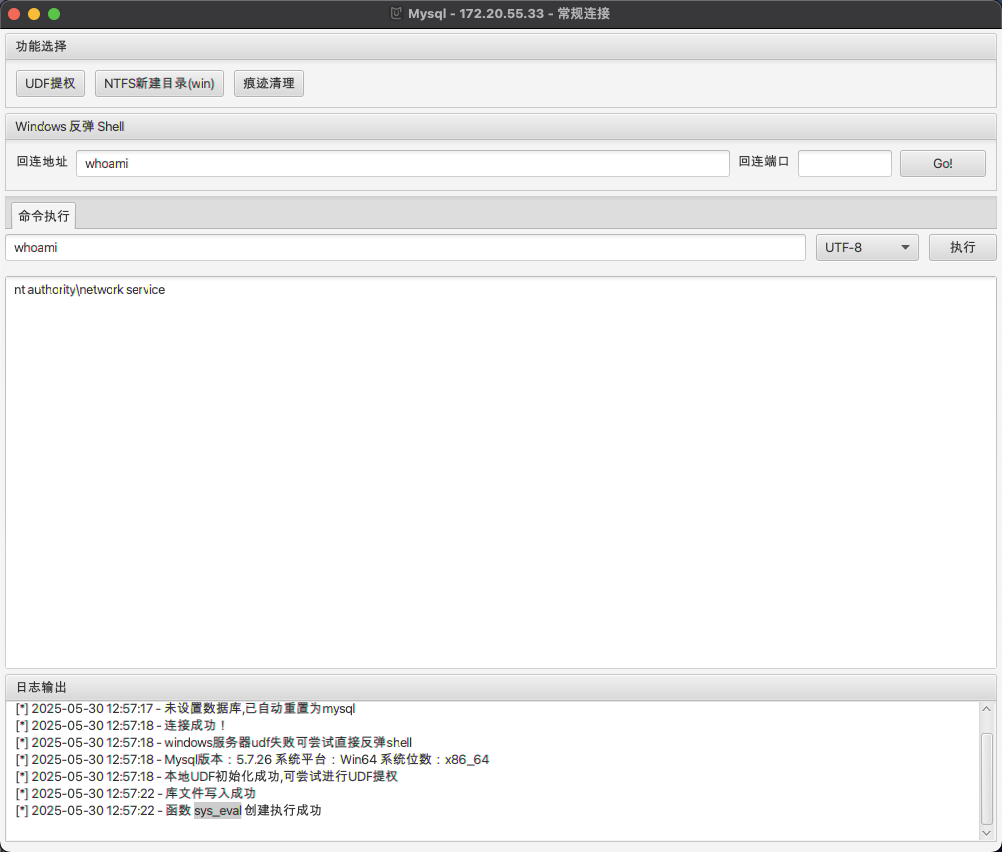 Mysql - 172.20.55.33 - 常规连接
功能选择
UDF提权 NTFS新建目录(win) 痕迹清理
Windows 反弹 Shell
回连地址 whoami 回连端口 Go!
命令执行
whoami UTF-8 执行
nt authority\network service
日志输出
[*] 2025-05-30 12:57:17 - 未设置数据库,已自动重置为mysql
[*] 2025-05-30 12:57:18 - 连接成功！
[*] 2025-05-30 12:57:18 - windows服务器udf失败可尝试直接反弹shell
[*] 2025-05-30 12:57:18 - Mysql版本：5.7.26 系统平台：Win64 系统位数：x86_64
[*] 2025-05-30 12:57:18 - 本地UDF初始化成功,可尝试进行UDF提权
[*] 2025-05-30 12:57:22 - 库文件写入成功
[*] 2025-05-30 12:57:22 - 函数 sys_eval 创建执行成功